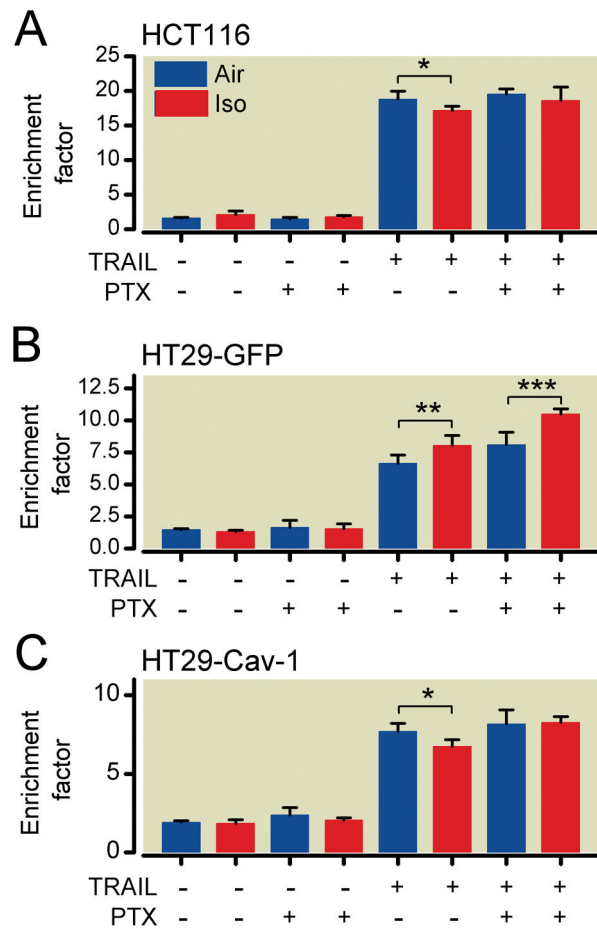 A
HCT116
Enrichment
factor
25
20
15
10
5
0
Air
Iso
*
TRAIL - - - - + + + +
PTX - - + + - - + +
B
HT29-GFP
Enrichment
factor
12.5
10.0
7.5
5.0
2.5
0.0
**
***
TRAIL - - - - + + + +
PTX - - + + - - + +
C
HT29-Cav-1
Enrichment
factor
10
5
0
*
TRAIL - - - - + + + +
PTX - - + + - - + +